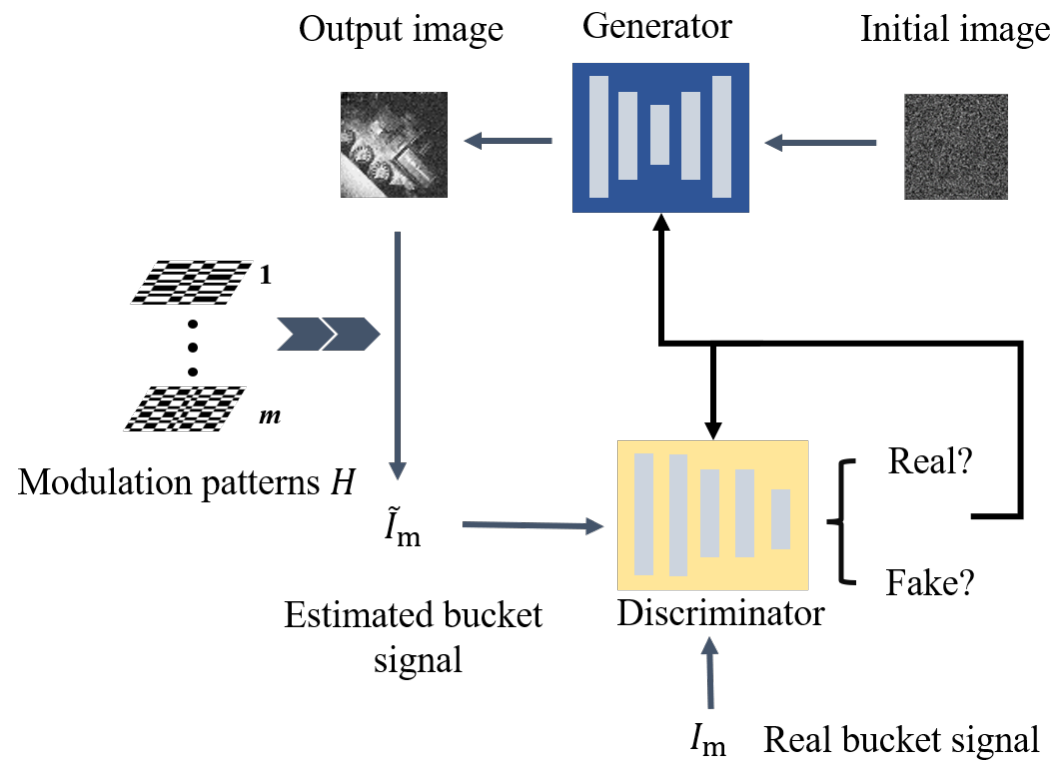 Output image
Generator
Initial image
1
m
Modulation patterns H
Ĩm
Estimated bucket
signal
Real?
Fake?
Discriminator
Im
Real bucket signal